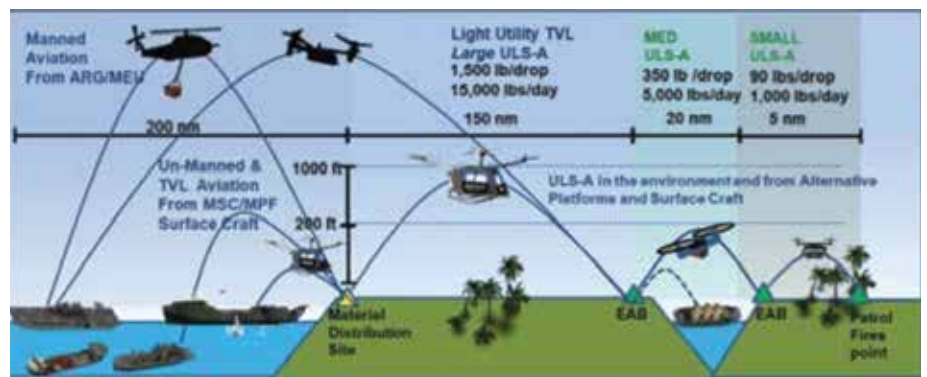 Manned
Aviation
From ARG/MEU
Light Utility TVL
Large ULS-A
1,500 lb/drop
15,000 lbs/day
150 nm
MED
ULS-A
350 lb /drop
5,000 lbs/day
20 nm
SMALL
ULS-A
90 lbs/drop
1,000 lbs/day
5 nm
200 nm
Un-Manned &
TVL Aviation
From MSC/MPF
Surface Craft
1000 ft
200 ft
ULS-A in the environment and from Alternative
Platforms and Surface Craft
Material
Distribution
Site
EAB
EAB
Patrol
Fires
point